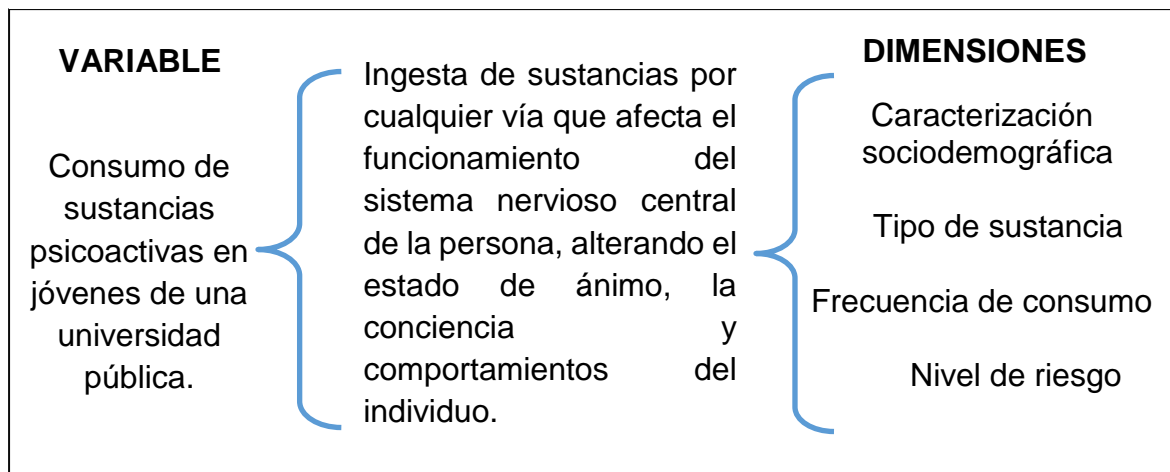 VARIABLE
Consumo de
sustancias
psicoactivas en
jóvenes de una
universidad
pública.
Ingesta de sustancias por
cualquier vía que afecta el
funcionamiento del
sistema nervioso central
de la persona, alterando el
estado de ánimo, la
conciencia y
comportamientos del
individuo.
DIMENSIONES
Caracterización
sociodemográfica
Tipo de sustancia
Frecuencia de consumo
Nivel de riesgo